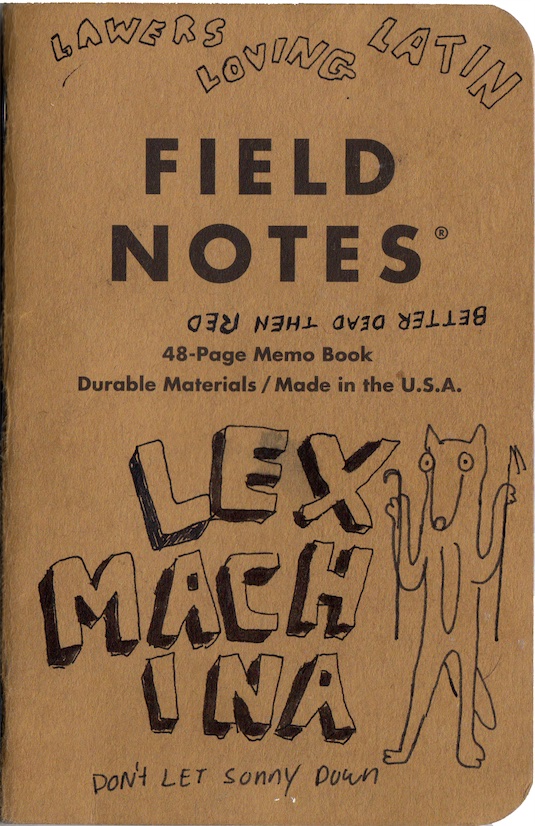 LAWERS LOVING LATIN
FIELD
NOTES®
BETTER DEAD THEN RED
48-Page Memo Book
Durable Materials / Made in the U.S.A.
LEX
MACH
INA
DON'T LET SONNY DOWN